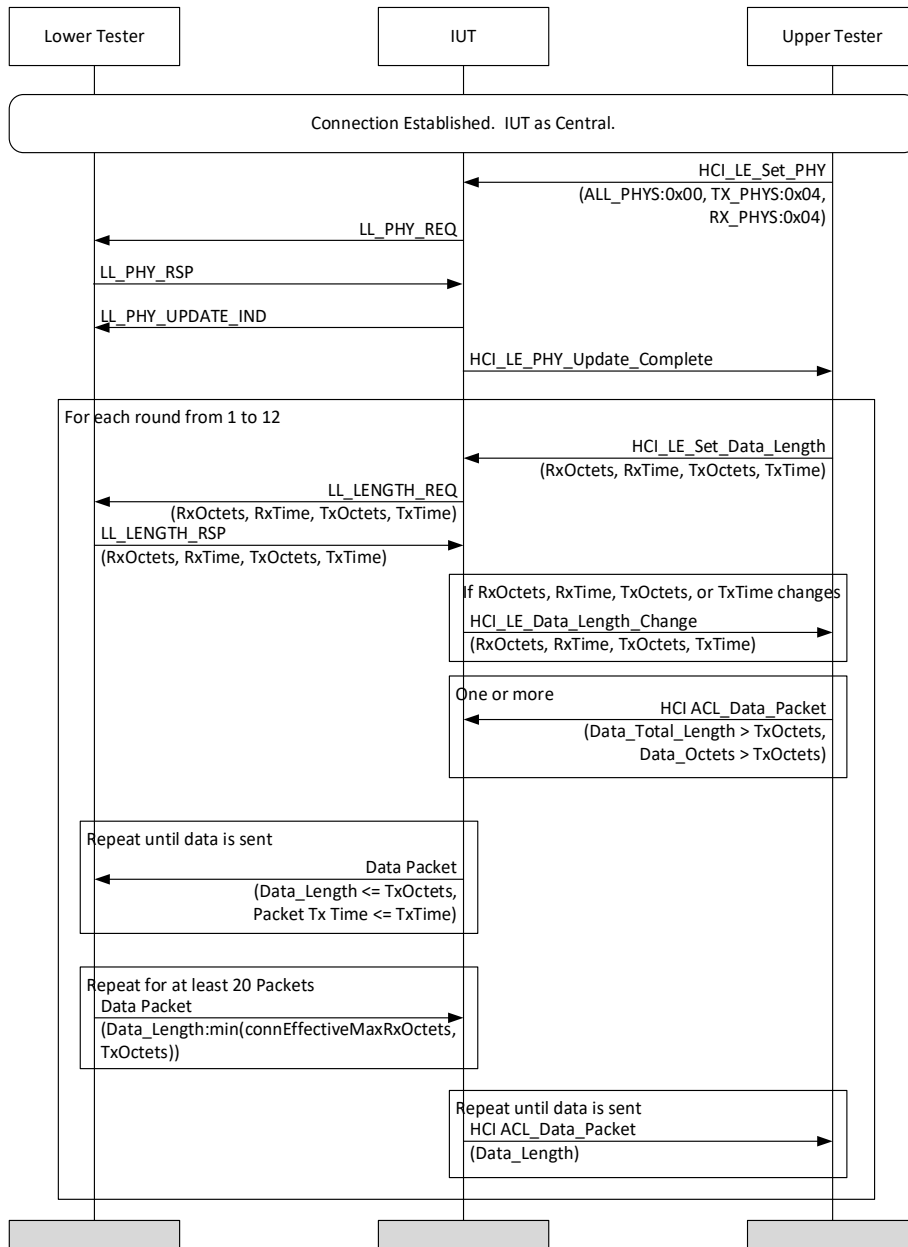 Lower Tester
IUT
Upper Tester
Connection Established.  IUT as Central.
HCI_LE_Set_PHY
(ALL_PHYS:0x00, TX_PHYS:0x04,
RX_PHYS:0x04)
LL_PHY_REQ
LL_PHY_RSP
LL_PHY_UPDATE_IND
HCI_LE_PHY_Update_Complete
For each round from 1 to 12
HCI_LE_Set_Data_Length
(RxOctets, RxTime, TxOctets, TxTime)
LL_LENGTH_REQ
(RxOctets, RxTime, TxOctets, TxTime)
LL_LENGTH_RSP
(RxOctets, RxTime, TxOctets, TxTime)
If RxOctets, RxTime, TxOctets, or TxTime changes
HCI_LE_Data_Length_Change
(RxOctets, RxTime, TxOctets, TxTime)
One or more
HCI ACL_Data_Packet
(Data_Total_Length > TxOctets,
Data_Octets > TxOctets)
Repeat until data is sent
Data Packet
(Data_Length <= TxOctets,
Packet Tx Time <= TxTime)
Repeat for at least 20 Packets
Data Packet
(Data_Length:min(connEffectiveMaxRxOctets,
TxOctets))
Repeat until data is sent
HCI ACL_Data_Packet
(Data_Length)